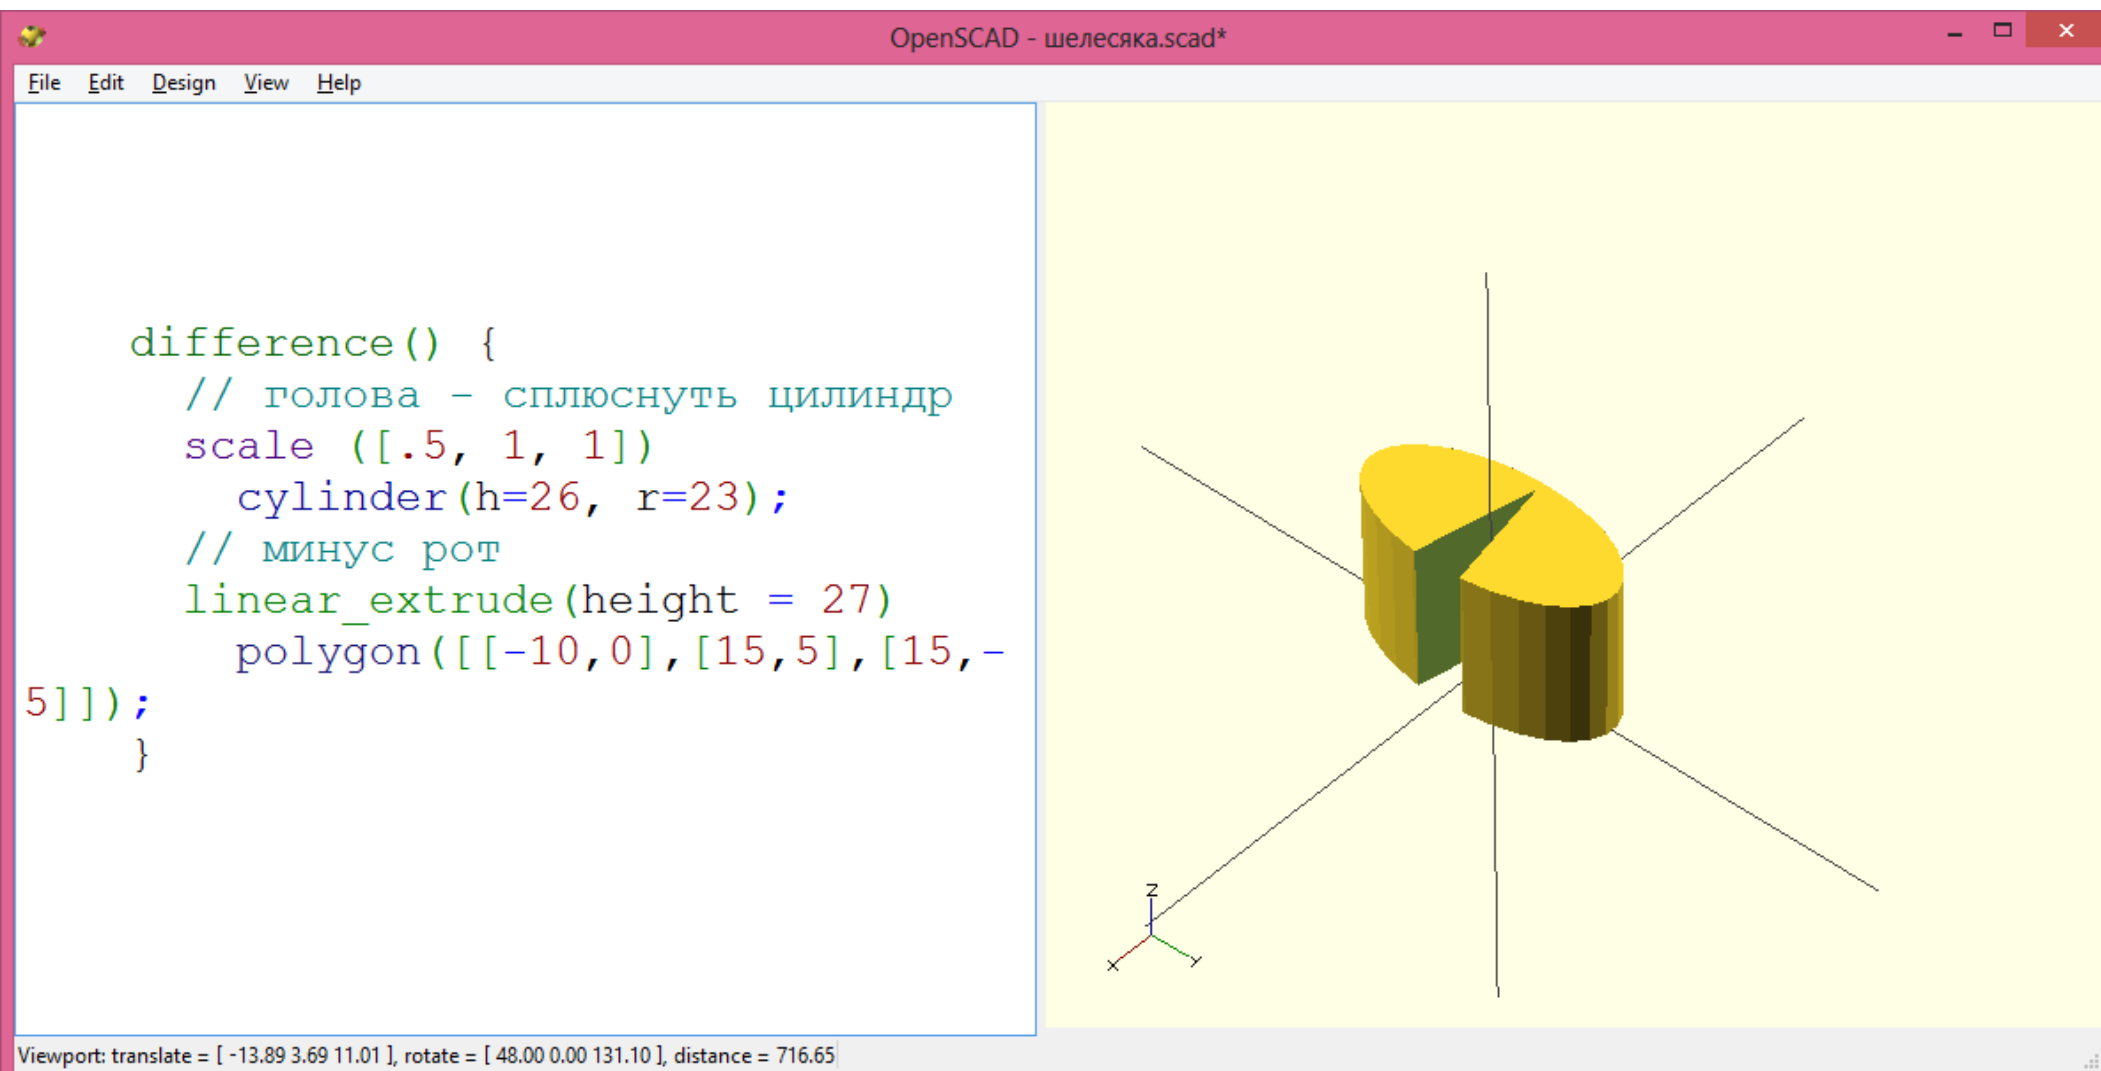 OpenSCAD - шелесяка.scad*
File Edit Design View Help
difference() {
// голова - сплюснуть цилиндр
scale ([.5, 1, 1])
cylinder(h=26, r=23);
// минус рот
linear_extrude(height = 27)
polygon([[-10,0],[15,5],[15,-
5]]);
}
z
x
y
Viewport: translate = [ -13.89 3.69 11.01 ], rotate = [ 48.00 0.00 131.10 ], distance = 716.65